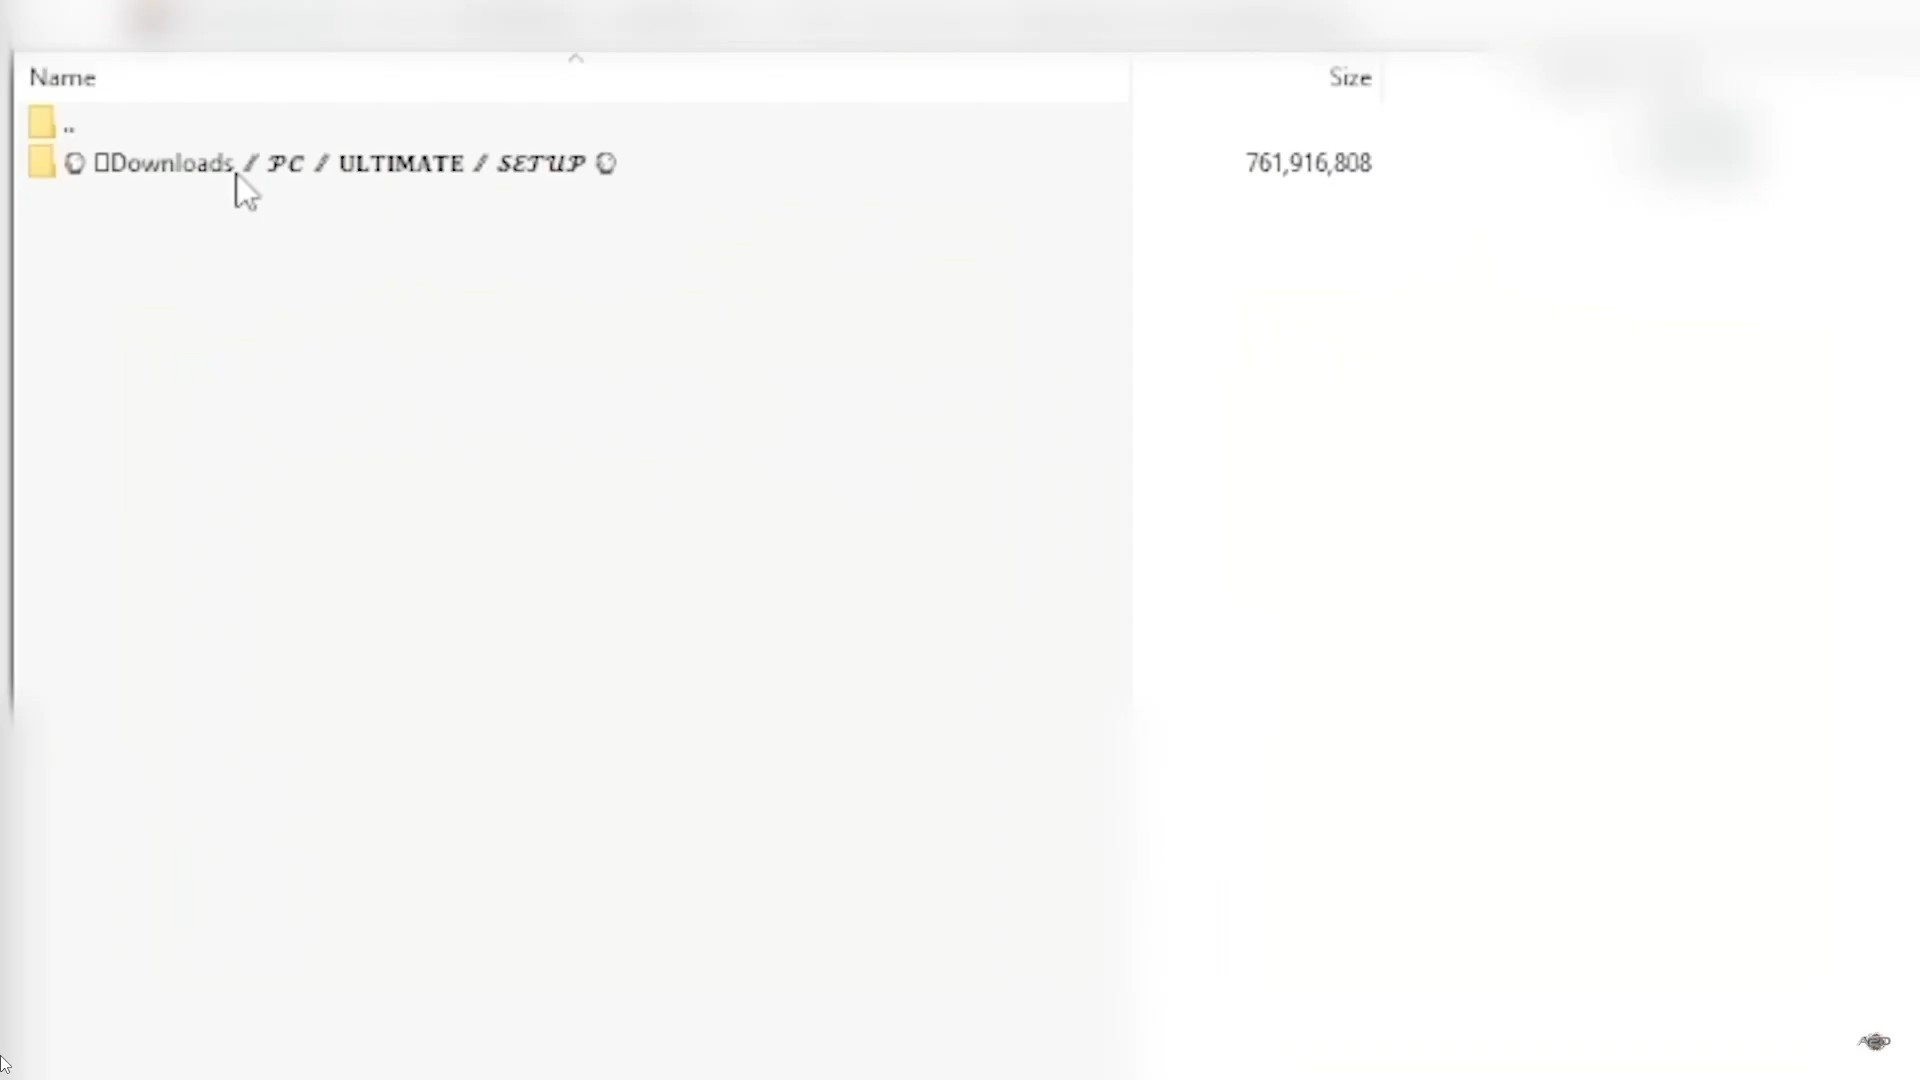 Name Size
..
Downloads / 𝓟𝓒 / 𝐔𝐋𝐓𝐈𝐌𝐀𝐓𝐄 / 𝓢𝓔𝓣𝓤𝓟 761,916,808